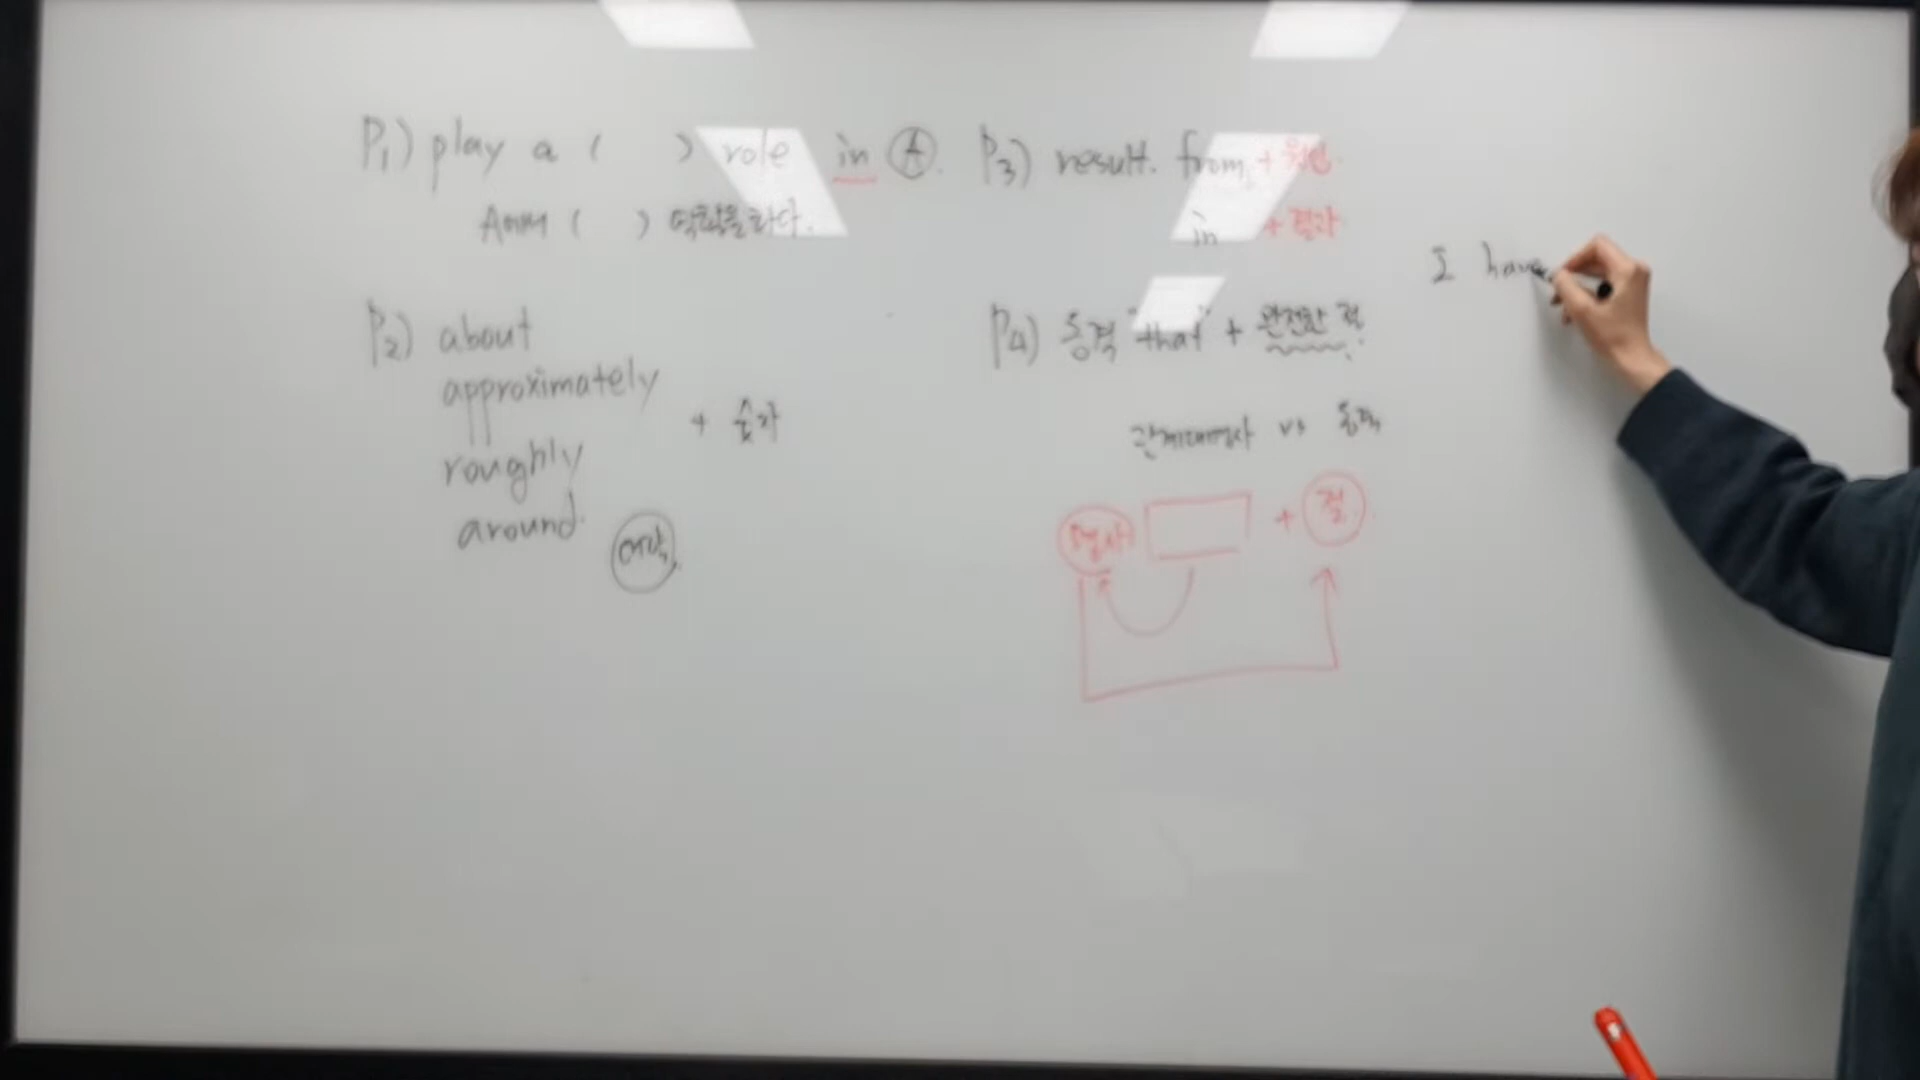 P1) play a ( ) role in Ⓐ.
A에서 ( ) 역할을 하다.
P2) about
approximately
+ 숫자
roughly
around
대략
P3) result. from + 원인
in + 결과
P4) 동격 "that" + 완전한 절.
관계대명사 vs 동격
명사 + 절
I have